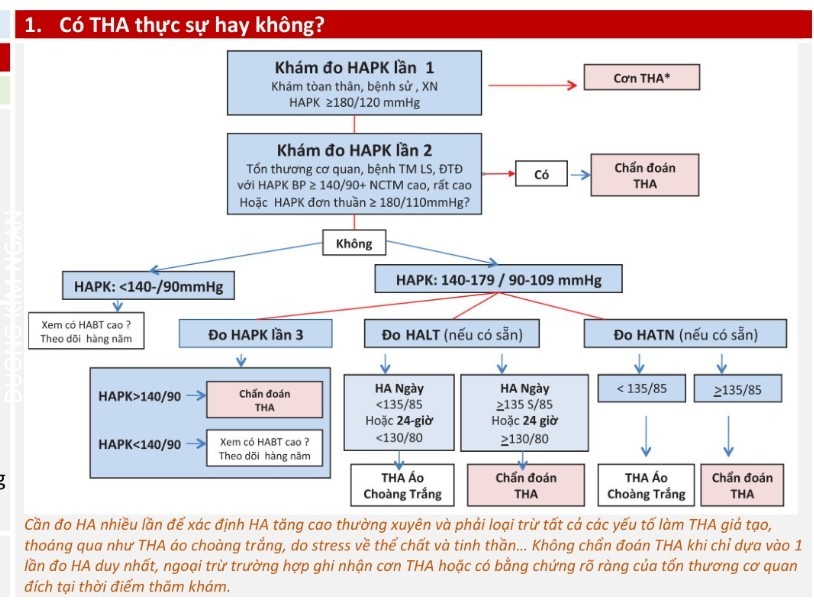 1. Có THA thực sự hay không?
Khám đo HAPK lần 1
Khám tòan thân, bệnh sử , XN
HAPK ≥180/120 mmHg
Cơn THA*
Khám đo HAPK lần 2
Tổn thương cơ quan, bệnh TM LS, ĐTĐ
với HAPK BP ≥ 140/90+ NCTM cao, rất cao
Hoặc HAPK đơn thuần ≥ 180/110mmHg?
Có
Chẩn đoán
THA
Không
HAPK: <140-/90mmHg
HAPK: 140-179 / 90-109 mmHg
Xem có HABT cao ?
Theo dõi hàng năm
Đo HAPK lần 3
Đo HALT (nếu có sẵn)
Đo HATN (nếu có sẵn)
HAPK>140/90
Chẩn đoán
THA
HAPK<140/90
Xem có HABT cao ?
Theo dõi hàng năm
HA Ngày
<135/85
Hoặc 24-giờ
<130/80
HA Ngày
≥135 S/85
Hoặc 24 giờ
≥130/80
< 135/85
≥135/85
THA Áo
Choàng Trắng
Chẩn đoán
THA
THA Áo
Choàng Trắng
Chẩn đoán
THA
Cần đo HA nhiều lần để xác định HA tăng cao thường xuyên và phải loại trừ tất cả các yếu tố làm THA giả tạo,
thoáng qua như THA áo choàng trắng, do stress về thể chất và tinh thần... Không chẩn đoán THA khi chỉ dựa vào 1
lần đo HA duy nhất, ngoại trừ trường hợp ghi nhận cơn THA hoặc có bằng chứng rõ ràng của tổn thương cơ quan
đích tại thời điểm thăm khám.
DUONG KIM NGAN